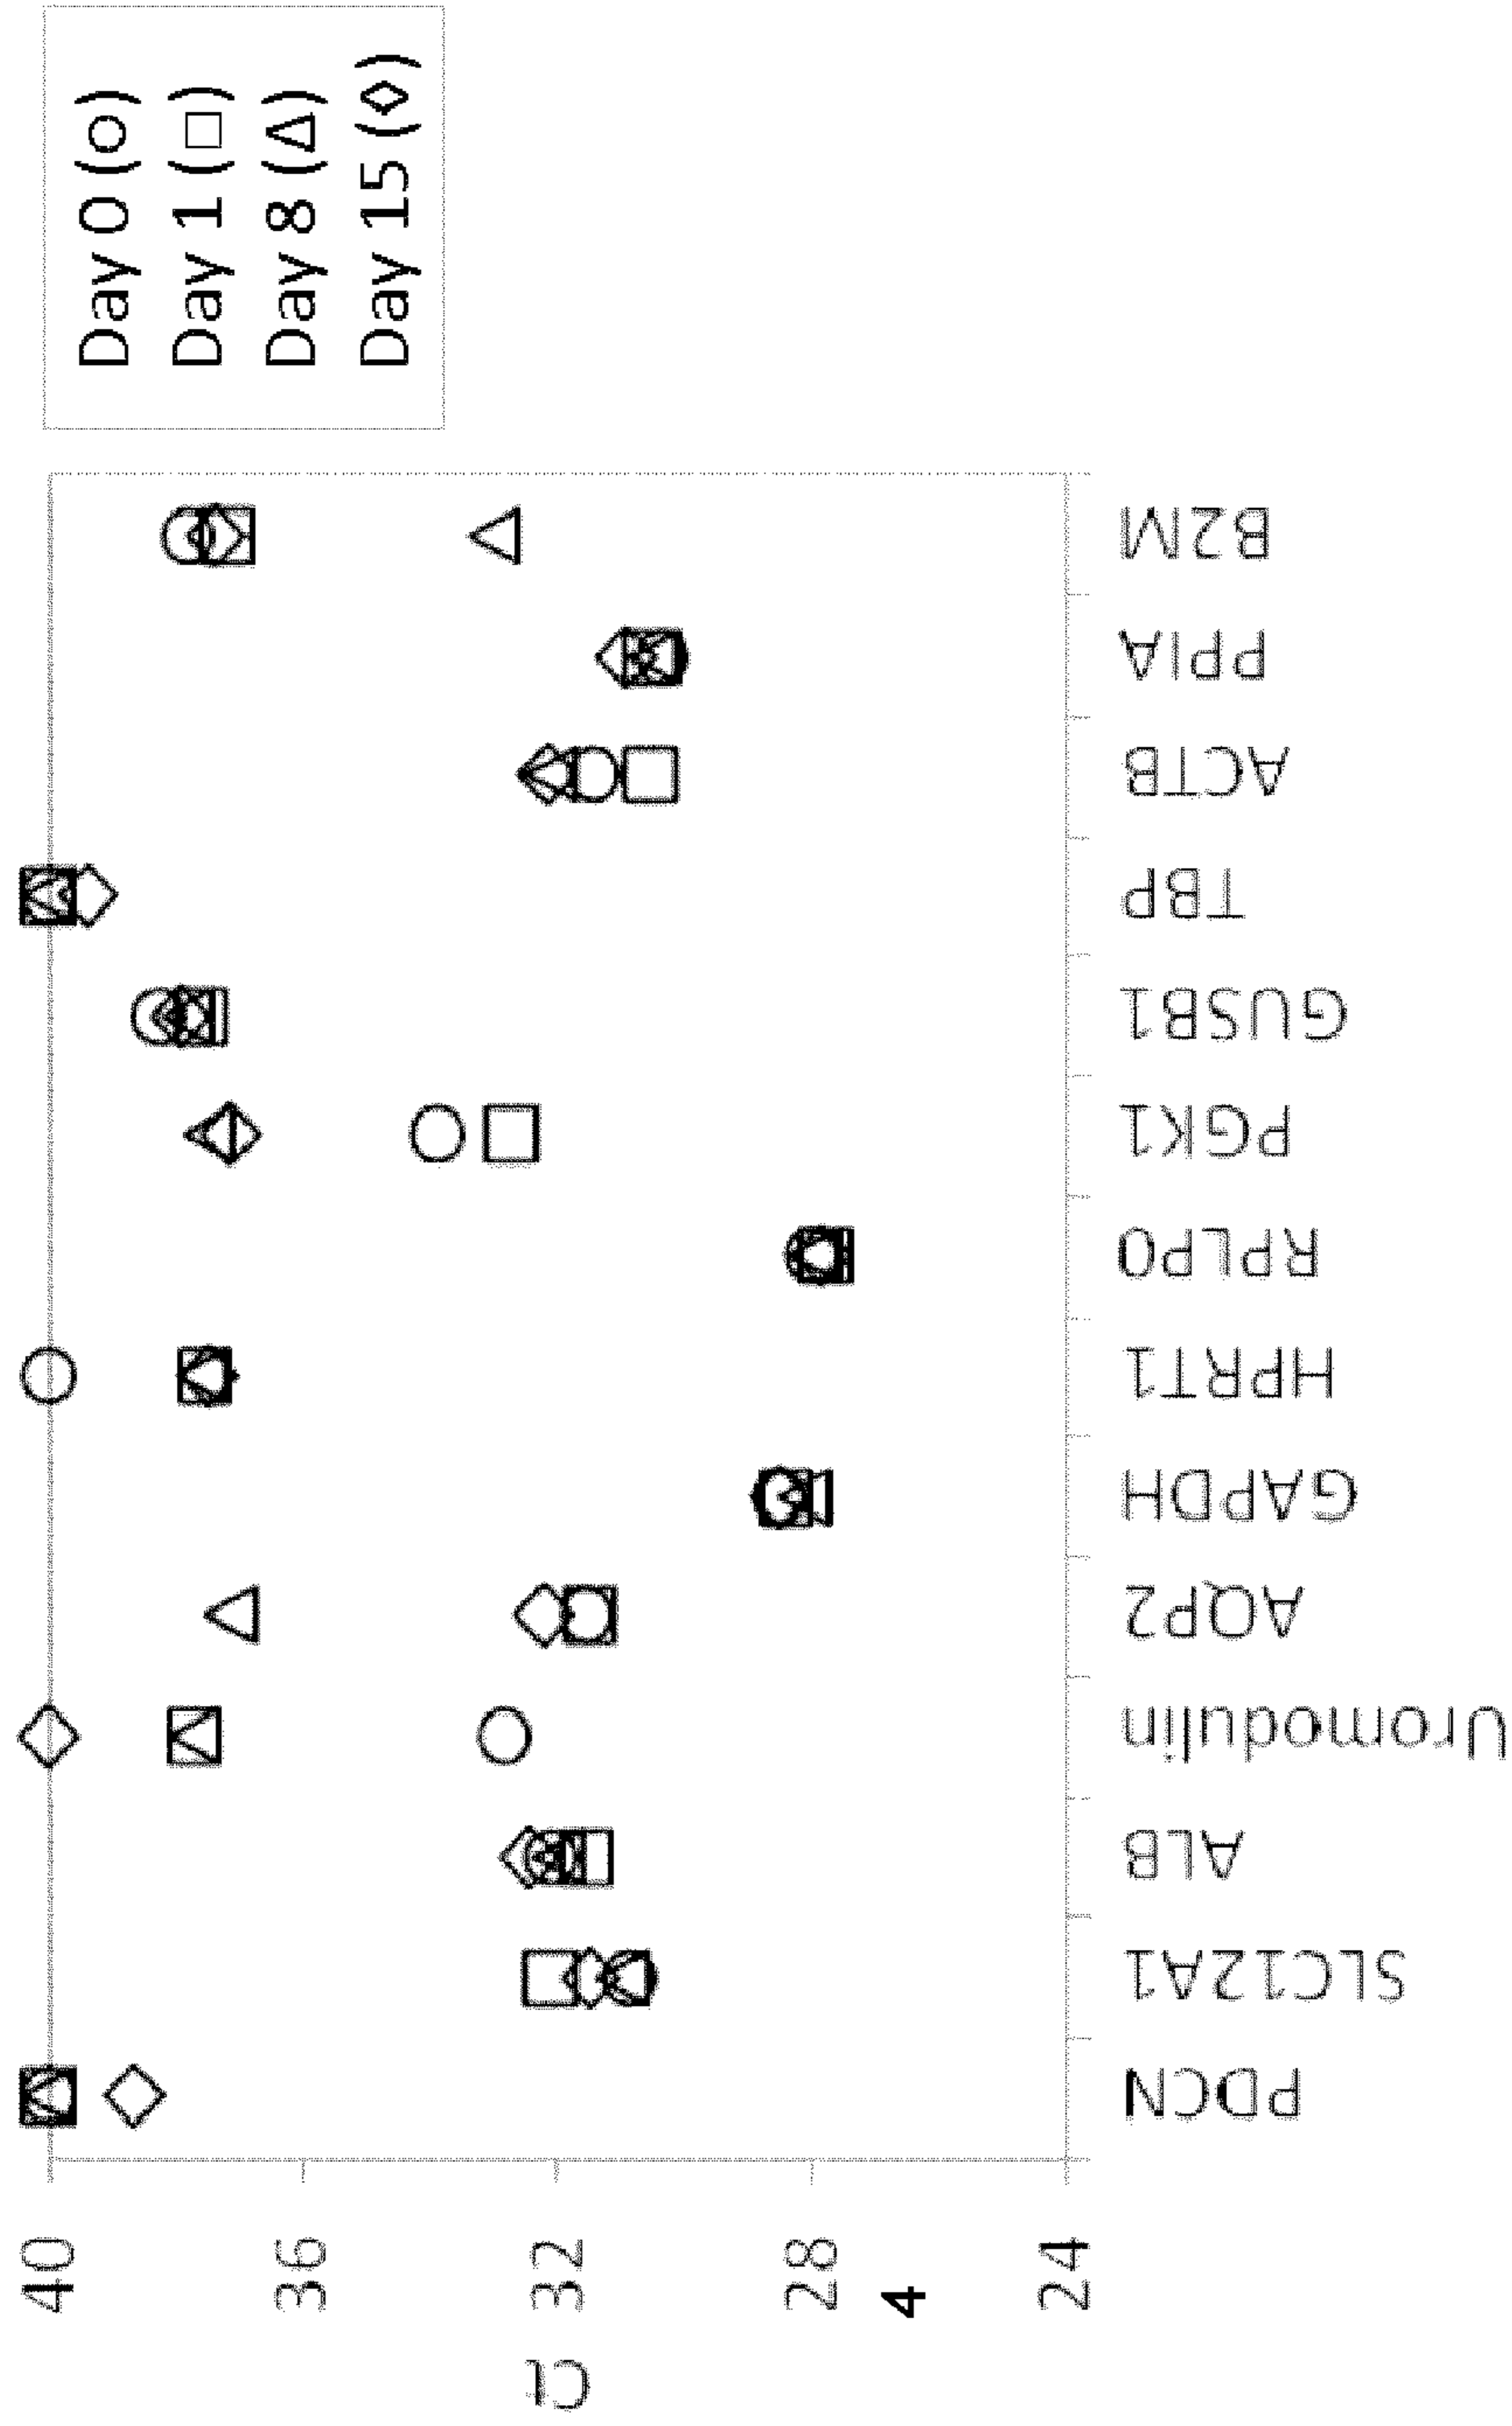 Day 0 (○)
Day 1 (□)
Day 8 (△)
Day 15 (◇)
Ct
40
36
32
28
24
PDCN
SLC12A1
ALB
Uromodulin
AQP2
GAPDH
HPRT1
RPLP0
PGK1
GUSB1
TBP
ACTB
PPIA
B2M
4